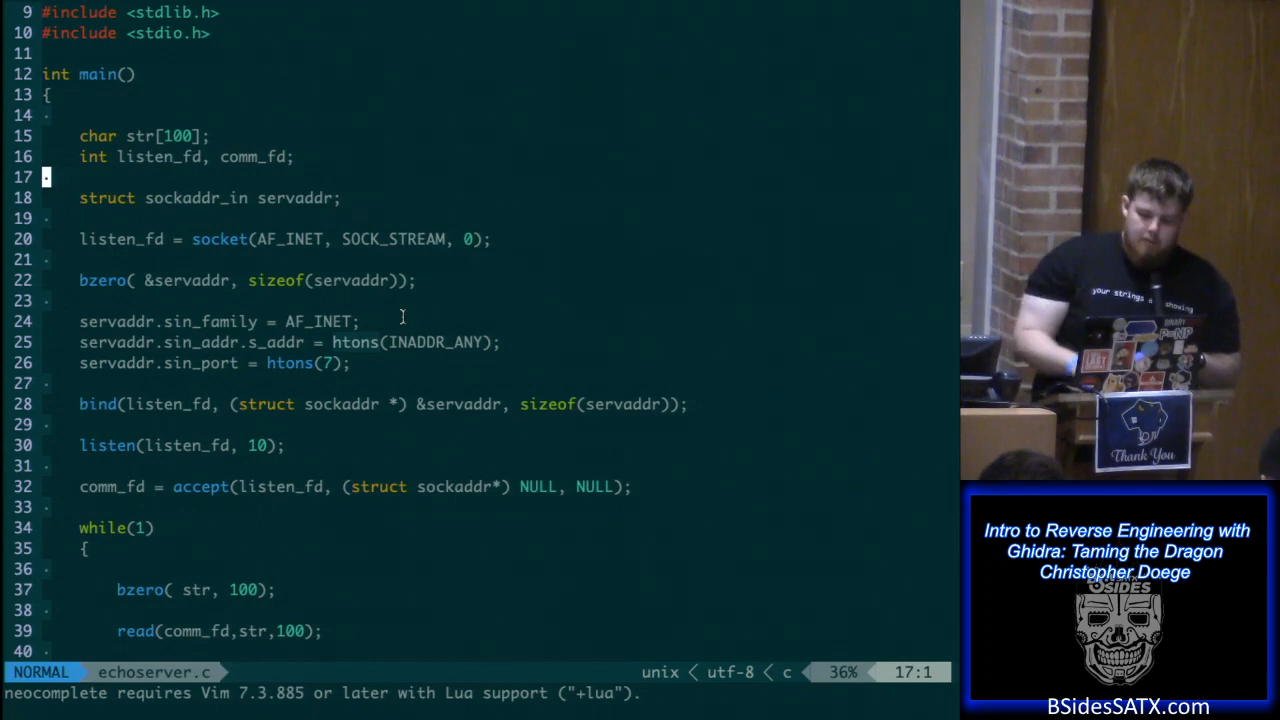 9 #include <stdlib.h>
10 #include <stdio.h>
11
12 int main()
13 {
14
15 char str[100];
16 int listen_fd, comm_fd;
17
18 struct sockaddr_in servaddr;
19
20 listen_fd = socket(AF_INET, SOCK_STREAM, 0);
21
22 bzero( &servaddr, sizeof(servaddr));
23
24 servaddr.sin_family = AF_INET;
25 servaddr.sin_addr.s_addr = htons(INADDR_ANY);
26 servaddr.sin_port = htons(7);
27
28 bind(listen_fd, (struct sockaddr *) &servaddr, sizeof(servaddr));
29
30 listen(listen_fd, 10);
31
32 comm_fd = accept(listen_fd, (struct sockaddr*) NULL, NULL);
33
34 while(1)
35 {
36
37 bzero( str, 100);
38
39 read(comm_fd,str,100);
40
NORMAL echoserver.c unix utf-8 c 36% 17:1
neocomplete requires Vim 7.3.885 or later with Lua support ("+lua").
your strings showing
BINARY
P=NP
LAST
Thank You
Intro to Reverse Engineering with
Ghidra: Taming the Dragon
Christopher Doege
BSIDES
BSidesSATX.com